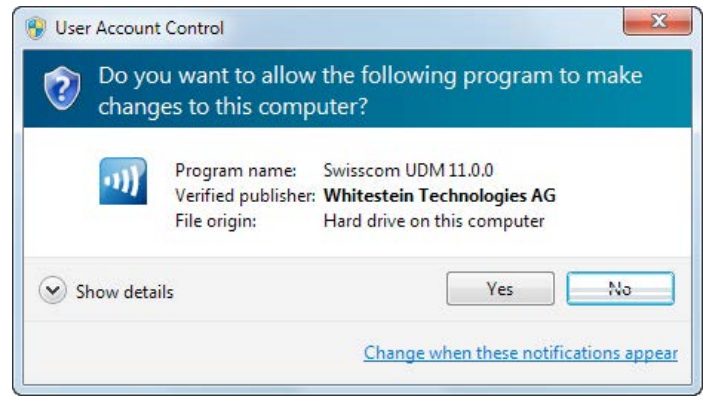 User Account Control
Do you want to allow the following program to make
changes to this computer?
Program name: Swisscom UDM 11.0.0
Verified publisher: Whitestein Technologies AG
File origin: Hard drive on this computer
Show details Yes No
Change when these notifications appear